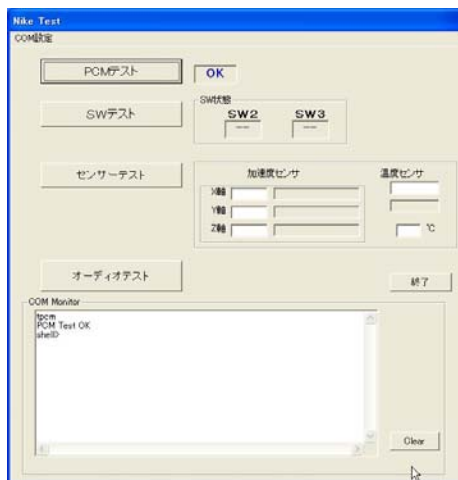 Nike Test
COM設定
PCMテスト
OK
SWテスト
SW状態
SW2 SW3
--- ---
センサーテスト
加速度センサ
温度センサ
X軸
Y軸
Z軸
℃
オーディオテスト
終了
COM Monitor
tpcm
PCM Test OK
shell>
Clear